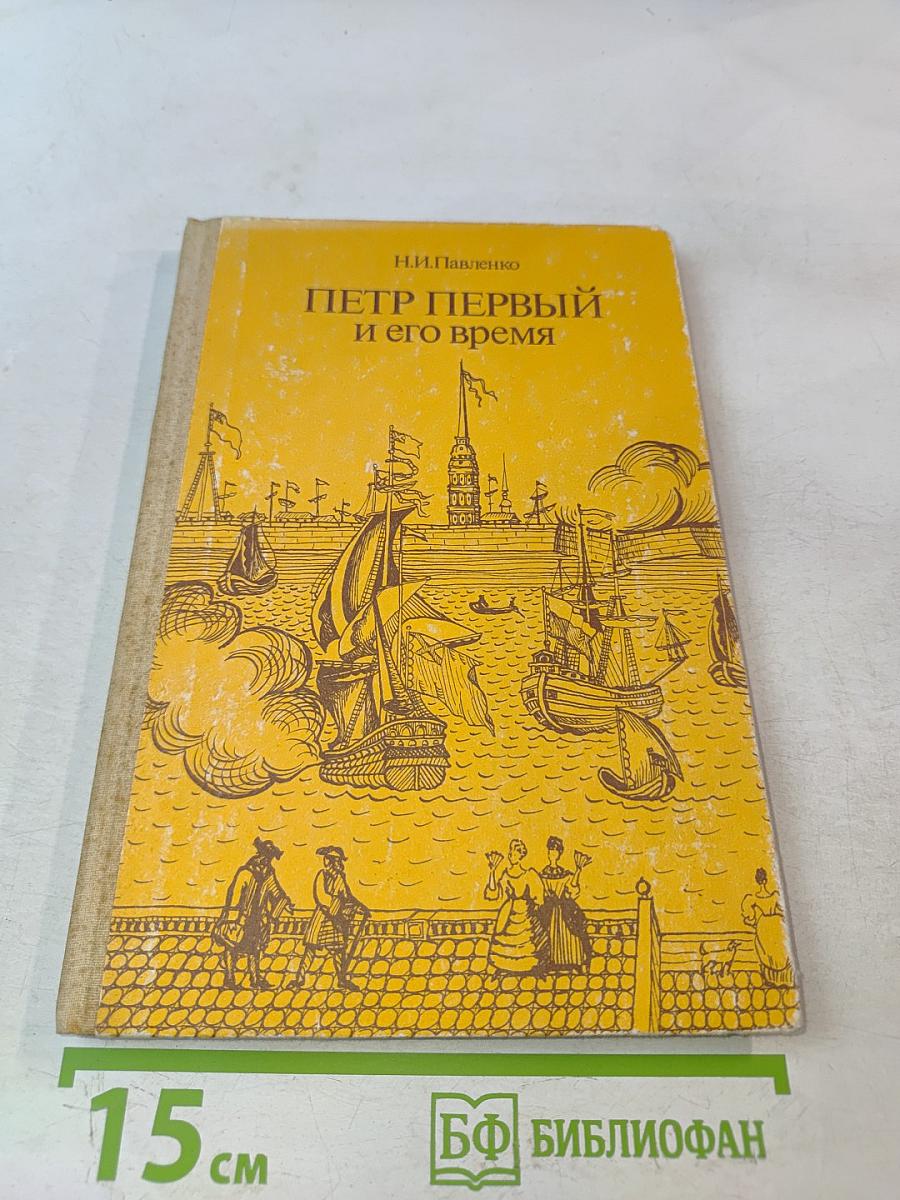 Н.И.Павленко
ПЕТР ПЕРВЫЙ
и его время
15 см
БФ БИБЛИОФАН